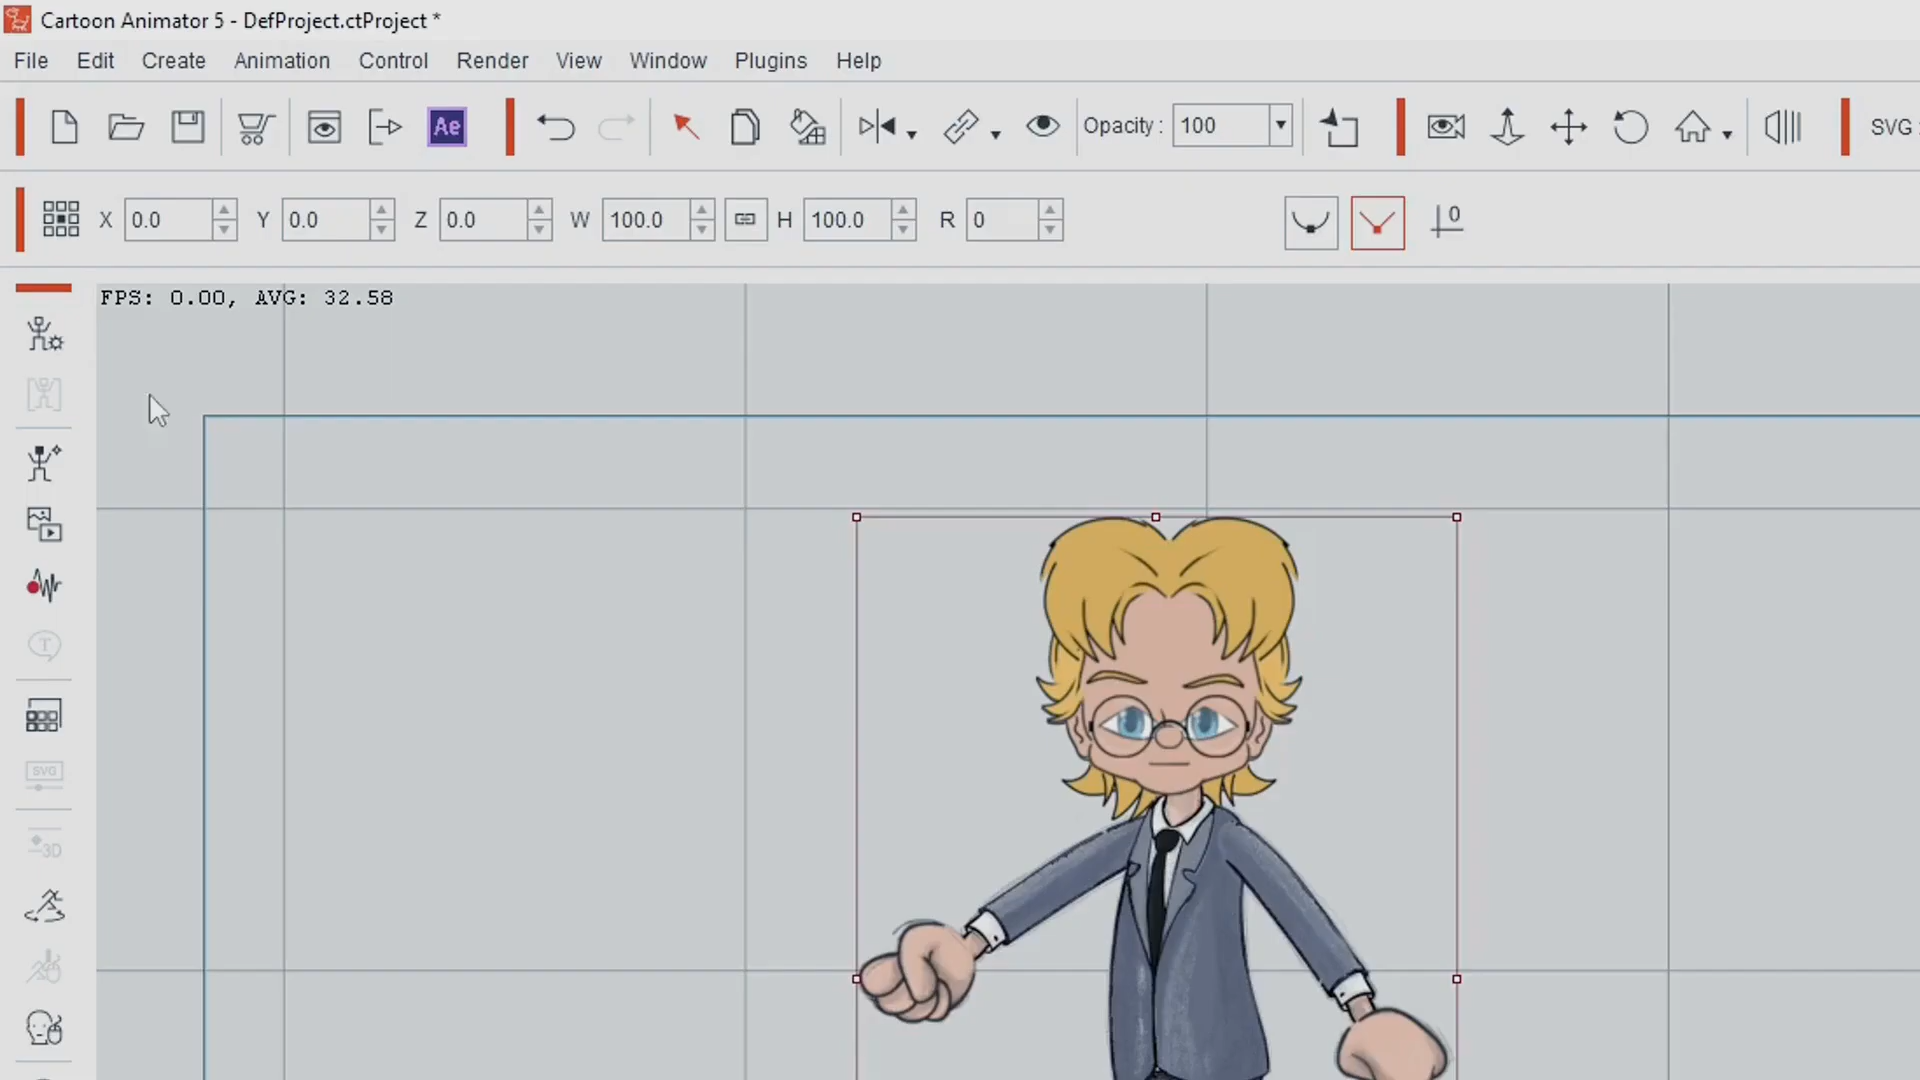 Cartoon Animator 5 - DefProject.ctProject *
File Edit Create Animation Control Render View Window Plugins Help
Ae Opacity : 100 SVG
X 0.0 Y 0.0 Z 0.0 W 100.0 H 100.0 R 0 0
FPS: 0.00, AVG: 32.58
T
SVG
3D